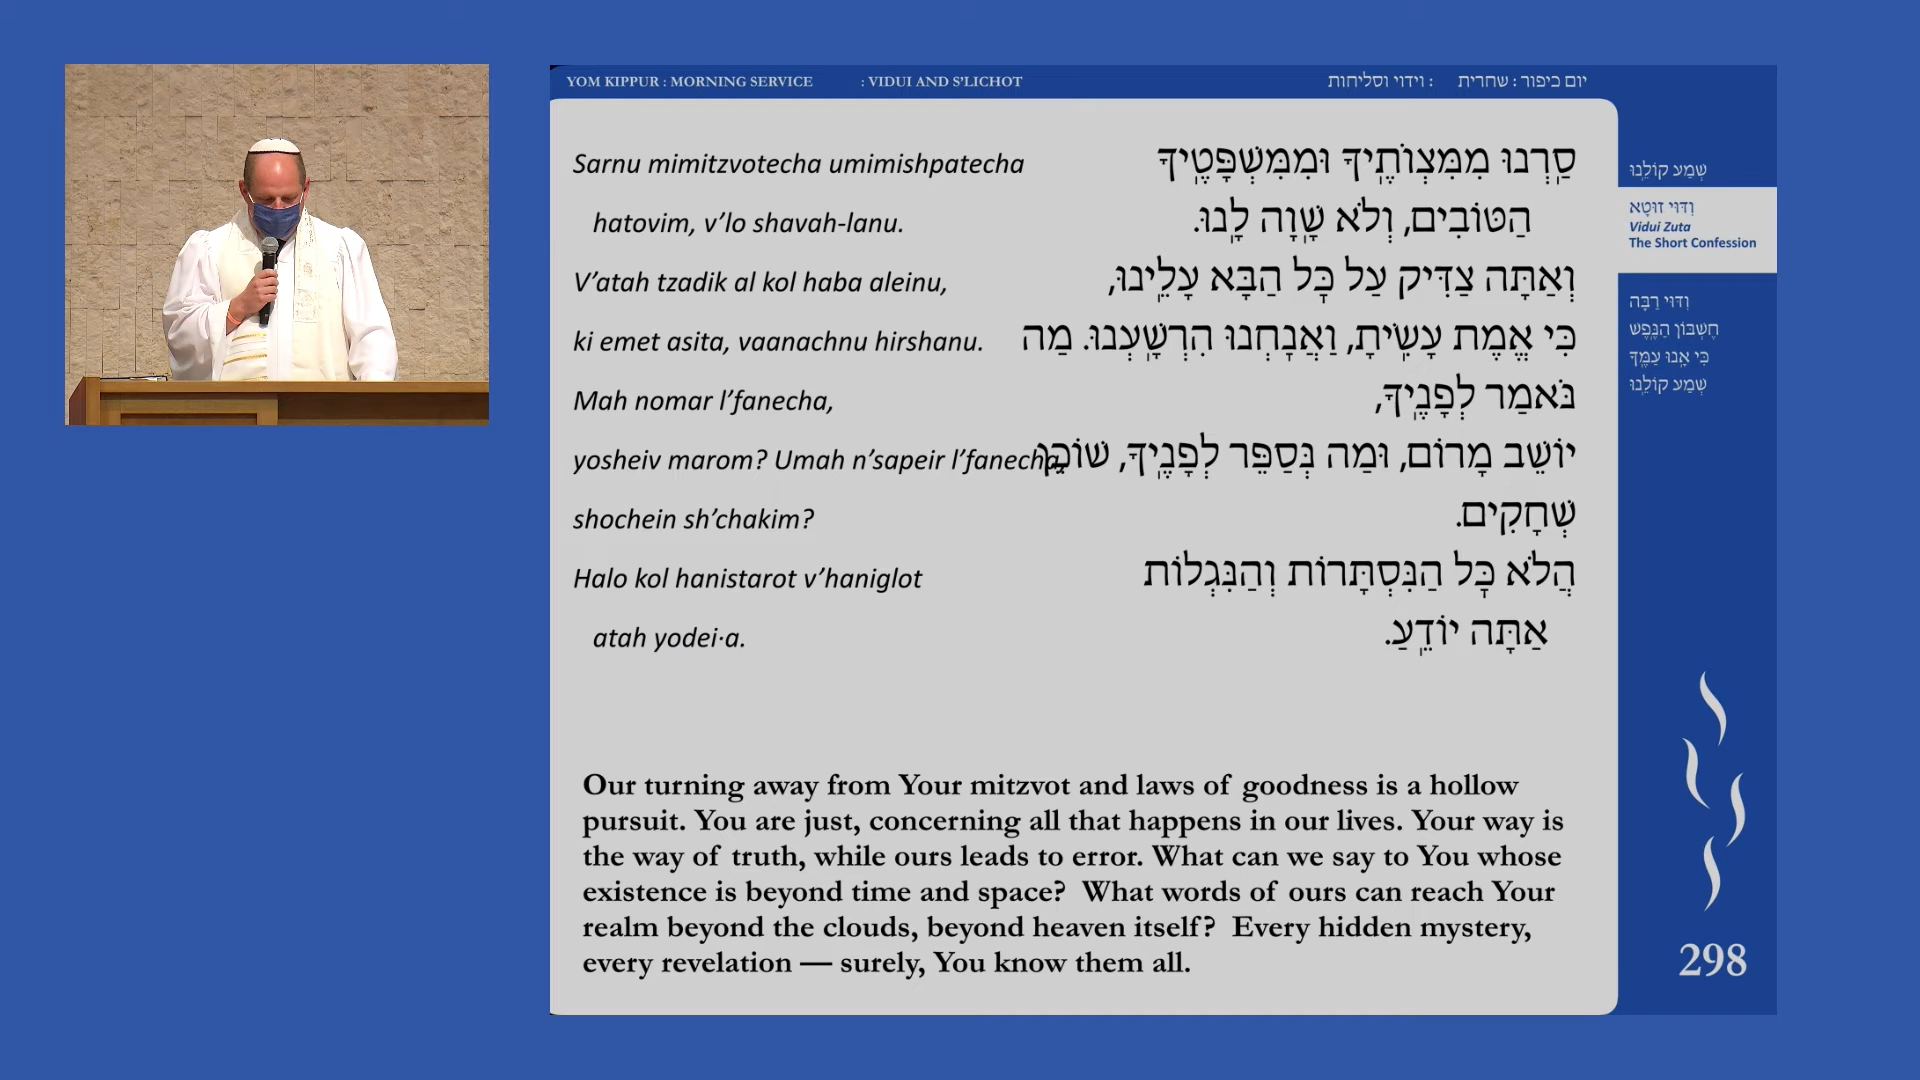 YOM KIPPUR : MORNING SERVICE : VIDUI AND S’LICHOT
יום כיפור : שחרית : וידוי וסליחות
Sarnu mimitzvotecha umimishpatecha
hatovim, v’lo shavah-lanu.
V’atah tzadik al kol haba aleinu,
ki emet asita, vaanachnu hirshanu.
Mah nomar l’fanecha,
yosheiv marom? Umah n’sapeir l’fanecha,
shochein sh’chakim?
Halo kol hanistarot v’haniglot
atah yodei·a.
סַֽרְנוּ מִמִּצְוֹתֶֽיךָ וּמִמִּשְׁפָּטֶֽיךָ
הַטּוֹבִים, וְלֹא שָֽׁוָה לָֽנוּ.
וְאַתָּה צַדִּיק עַל כׇּל הַבָּא עָלֵֽינוּ,
כִּי אֱמֶת עָשִֽׂיתָ, וַאֲנַֽחְנוּ הִרְשָֽׁעְנוּ. מַה
נֹּאמַר לְפָנֶֽיךָ,
יוֹשֵׁב מָרוֹם, וּמַה נְּסַפֵּר לְפָנֶֽיךָ, שׁוֹכֵן
שְׁחָקִים.
הֲלֹא כׇּל הַנִּסְתָּרוֹת וְהַנִּגְלוֹת
אַתָּה יוֹדֵֽעַ.
Our turning away from Your mitzvot and laws of goodness is a hollow
pursuit. You are just, concerning all that happens in our lives. Your way is
the way of truth, while ours leads to error. What can we say to You whose
existence is beyond time and space? What words of ours can reach Your
realm beyond the clouds, beyond heaven itself? Every hidden mystery,
every revelation — surely, You know them all.
שְׁמַע קוֹלֵֽנוּ
וִדּוּי זוּטָא
Vidui Zuta
The Short Confession
וִדּוּי רַבָּה
חֶשְׁבּוֹן הַנֶּֽפֶשׁ
כִּי אָֽנוּ עַמֶּֽךָ
שְׁמַע קוֹלֵֽנוּ
298